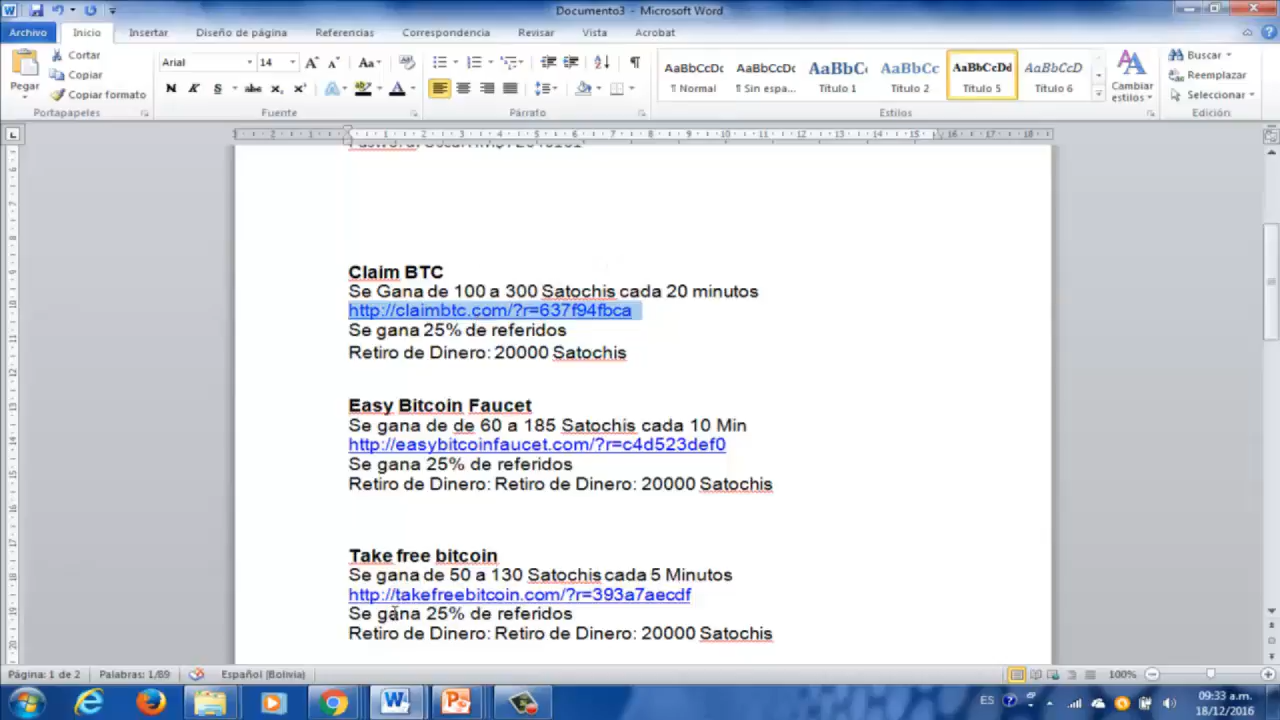 Documento3 - Microsoft Word
Archivo Inicio Insertar Diseño de página Referencias Correspondencia Revisar Vista Acrobat
Pegar
Cortar
Copiar
Copiar formato
Arial 14
AaBbCcDc AaBbCcDc AaBbC AaBbCc AaBbCcDd AaBbCcD
¶ Normal ¶ Sin espa... Título 1 Título 2 Título 5 Título 6
Cambiar estilos
Buscar
Reemplazar
Seleccionar
Portapapeles Fuente Párrafo Estilos Edición
Claim BTC
Se Gana de 100 a 300 Satochis cada 20 minutos
http://claimbtc.com/?r=637f94fbca
Se gana 25% de referidos
Retiro de Dinero: 20000 Satochis
Easy Bitcoin Faucet
Se gana de de 60 a 185 Satochis cada 10 Min
http://easybitcoinfaucet.com/?r=c4d523def0
Se gana 25% de referidos
Retiro de Dinero: Retiro de Dinero: 20000 Satochis
Take free bitcoin
Se gana de 50 a 130 Satochis cada 5 Minutos
http://takefreebitcoin.com/?r=393a7aecdf
Se gana 25% de referidos
Retiro de Dinero: Retiro de Dinero: 20000 Satochis
Página: 1 de 2 Palabras: 1/89 Español (Bolivia) 100%
ES 09:33 a.m.
18/12/2016